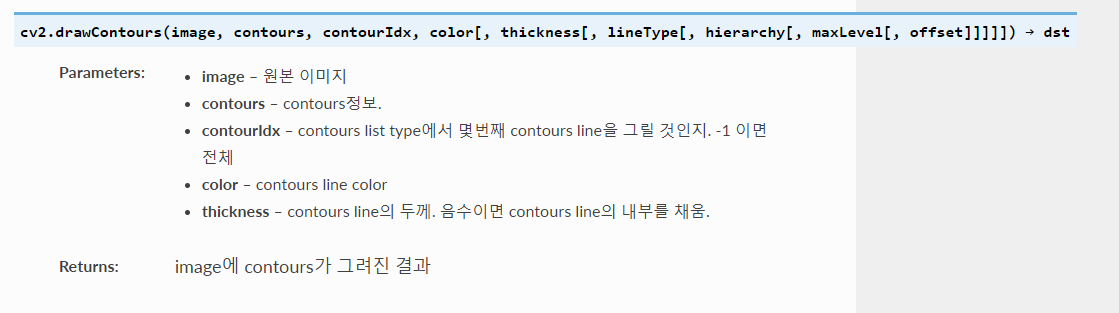 cv2.drawContours(image, contours, contourIdx, color[, thickness[, lineType[, hierarchy[, maxLevel[, offset]]]]]) → dst
Parameters:
• image – 원본 이미지
• contours – contours정보.
• contourIdx – contours list type에서 몇번째 contours line을 그릴 것인지. -1 이면
전체
• color – contours line color
• thickness – contours line의 두께. 음수이면 contours line의 내부를 채움.
Returns: image에 contours가 그려진 결과